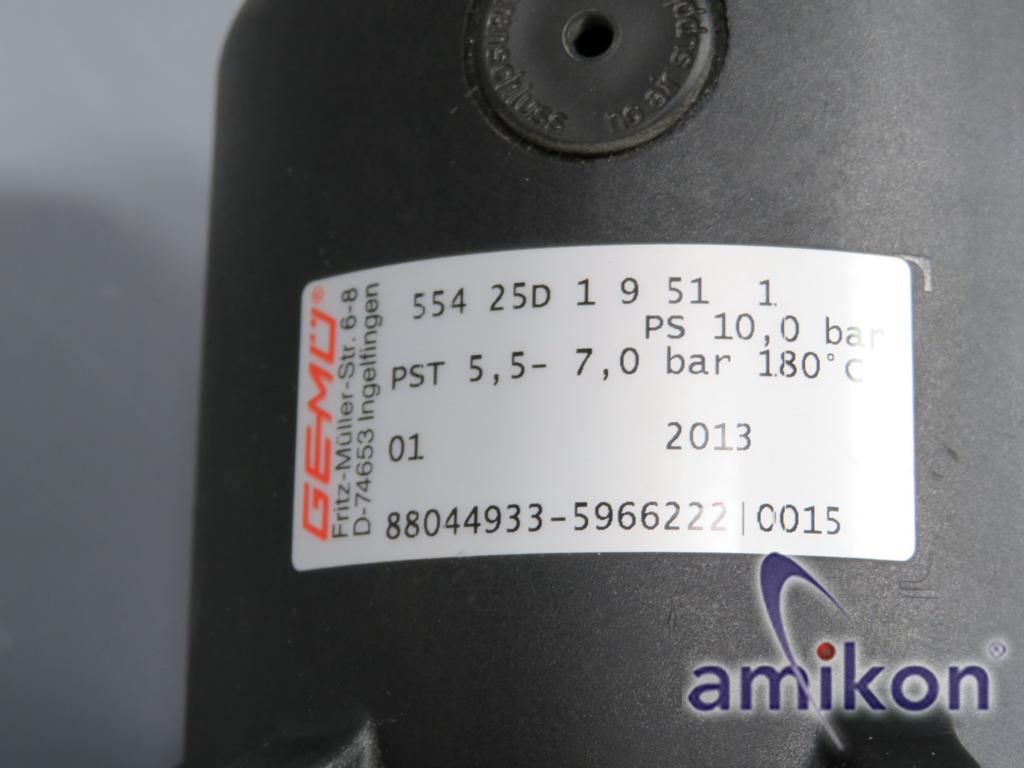 anschluss
no air supply
GEMÜ®
Fritz-Müller-Str. 6-8
D-74653 Ingelfingen
554 25D 1 9 51 1
PS 10,0 bar
PST 5,5- 7,0 bar 180°C
01 2013
88044933-5966222|0015
amikon®